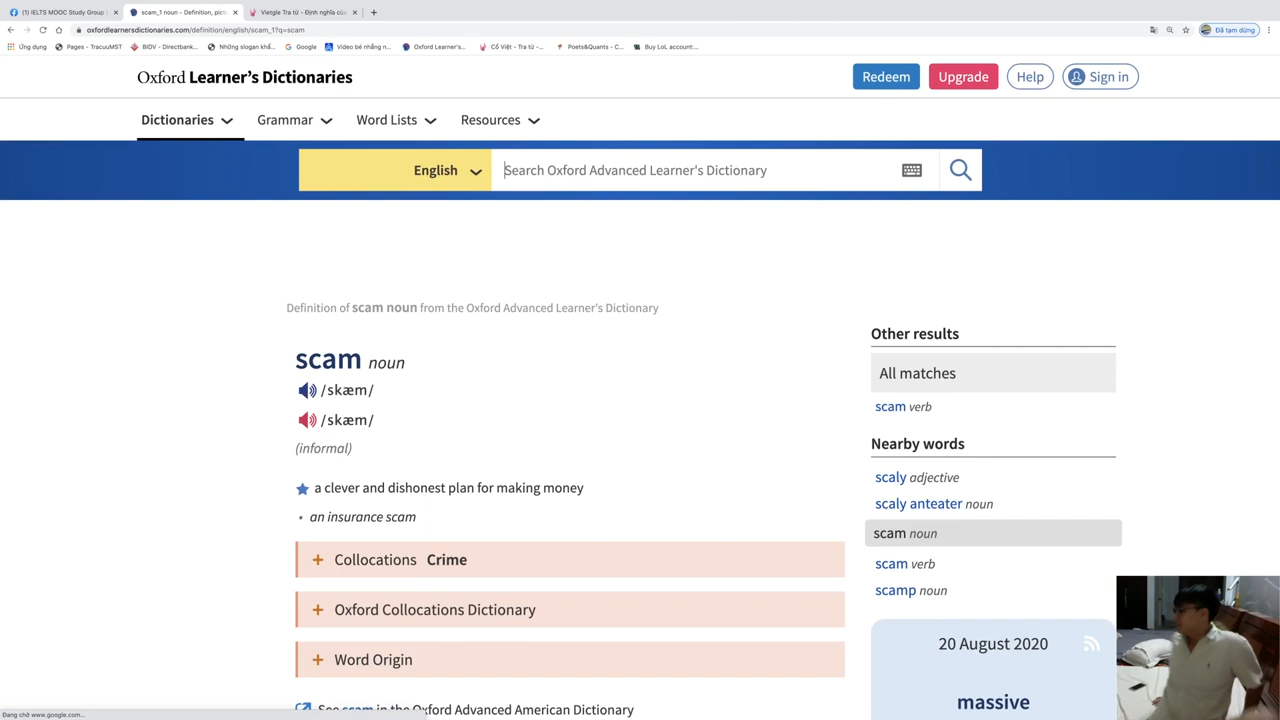 (1) IELTS MOOC Study Group
scam_1 noun - Definition, pict
Vietgle Tra từ - Định nghĩa củ
oxfordlearnersdictionaries.com/definition/english/scam_1?q=scam
Đã tạm dừng
Ứng dụng
Pages - TracuuMST
BIDV - Directbank...
Những slogan khắ...
Google
Video bé nhắng n...
Oxford Learner's...
Cồ Việt - Tra từ -...
Poets&Quants - C...
Buy LoL account:...
Oxford Learner's Dictionaries
Redeem
Upgrade
Help
Sign in
Dictionaries
Grammar
Word Lists
Resources
English
Search Oxford Advanced Learner's Dictionary
Definition of scam noun from the Oxford Advanced Learner's Dictionary
scam noun
/skæm/
/skæm/
(informal)
a clever and dishonest plan for making money
• an insurance scam
+ Collocations Crime
+ Oxford Collocations Dictionary
+ Word Origin
See scam in the Oxford Advanced American Dictionary
Other results
All matches
scam verb
Nearby words
scaly adjective
scaly anteater noun
scam noun
scam verb
scamp noun
20 August 2020
massive
Đang chờ www.google.com...